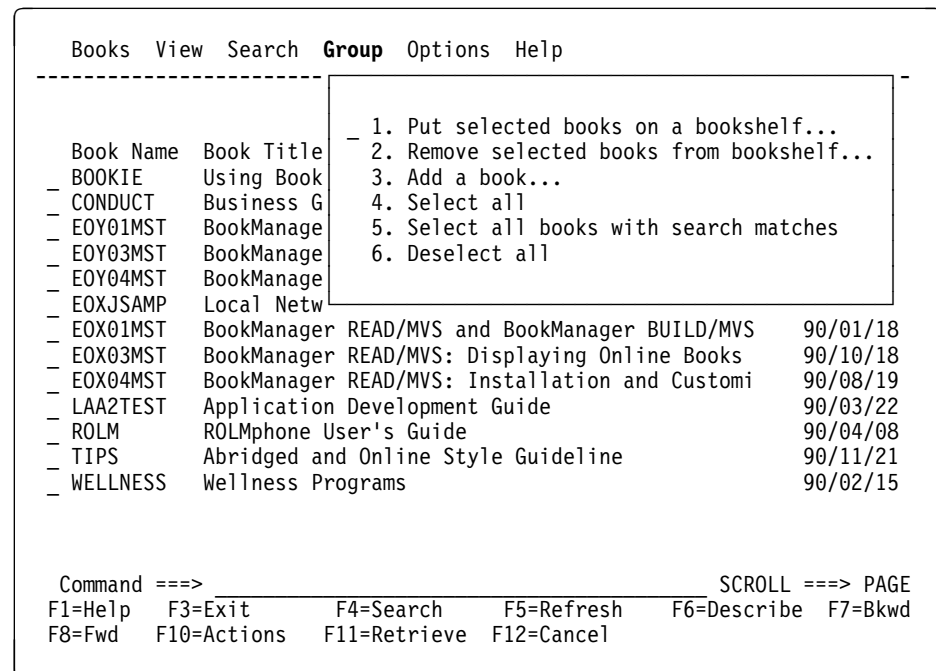 Books View Search Group Options Help
_ 1. Put selected books on a bookshelf...
Book Name Book Title 2. Remove selected books from bookshelf...
_ BOOKIE Using Book 3. Add a book...
_ CONDUCT Business G 4. Select all
_ EOY01MST BookManage 5. Select all books with search matches
_ EOY03MST BookManage 6. Deselect all
_ EOY04MST BookManage
_ EOXJSAMP Local Netw
_ EOX01MST BookManager READ/MVS and BookManager BUILD/MVS 90/01/18
_ EOX03MST BookManager READ/MVS: Displaying Online Books 90/10/18
_ EOX04MST BookManager READ/MVS: Installation and Customi 90/08/19
_ LAA2TEST Application Development Guide 90/03/22
_ ROLM ROLMphone User's Guide 90/04/08
_ TIPS Abridged and Online Style Guideline 90/11/21
_ WELLNESS Wellness Programs 90/02/15
Command ===> SCROLL ===> PAGE
F1=Help F3=Exit F4=Search F5=Refresh F6=Describe F7=Bkwd
F8=Fwd F10=Actions F11=Retrieve F12=Cancel